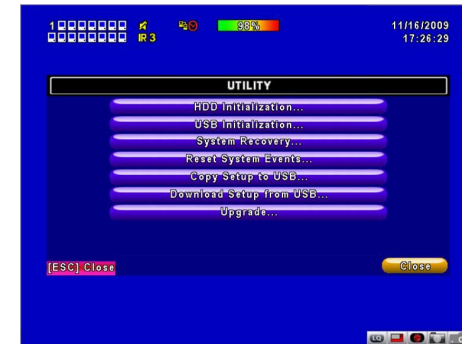 1
IR 3
98%
11/16/2009
17:26:29
UTILITY
HDD Initialization...
USB Initialization...
System Recovery...
Reset System Events...
Copy Setup to USB...
Download Setup from USB...
Upgrade...
[ESC] Close
Close
LQ